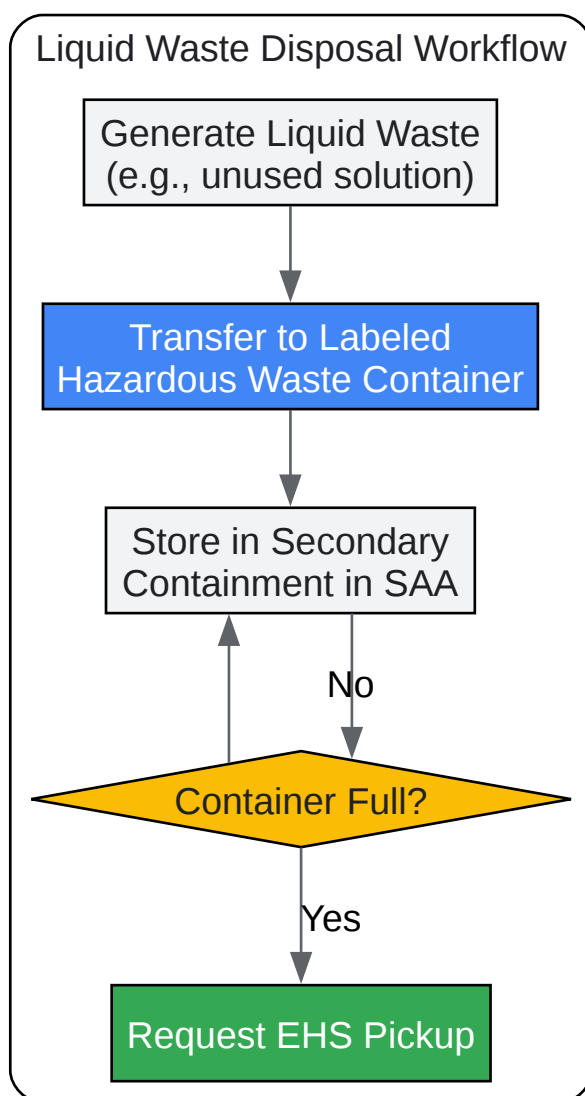 Liquid Waste Disposal Workflow
Generate Liquid Waste
(e.g., unused solution)
Transfer to Labeled
Hazardous Waste Container
Store in Secondary
Containment in SAA
No
Container Full?
Yes
Request EHS Pickup